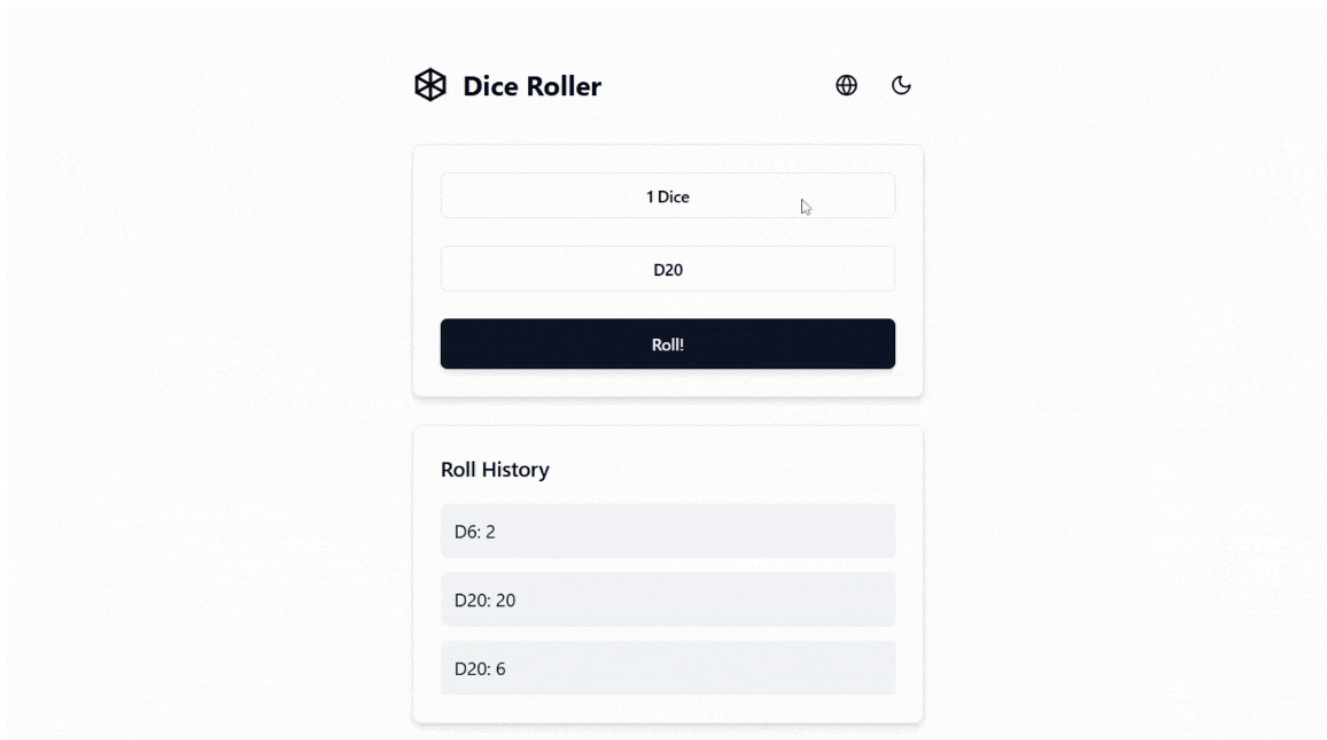 Dice Roller
1 Dice
D20
Roll!
Roll History
D6: 2
D20: 20
D20: 6